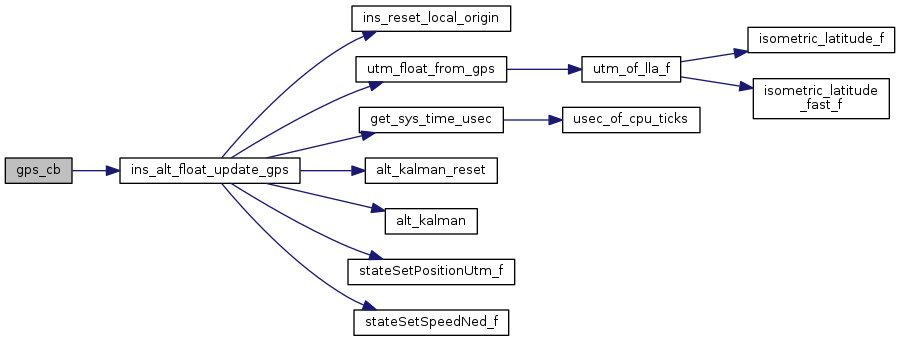 gps_cb
ins_alt_float_update_gps
ins_reset_local_origin
utm_float_from_gps
get_sys_time_usec
alt_kalman_reset
alt_kalman
stateSetPositionUtm_f
stateSetSpeedNed_f
utm_of_lla_f
usec_of_cpu_ticks
isometric_latitude_f
isometric_latitude
_fast_f